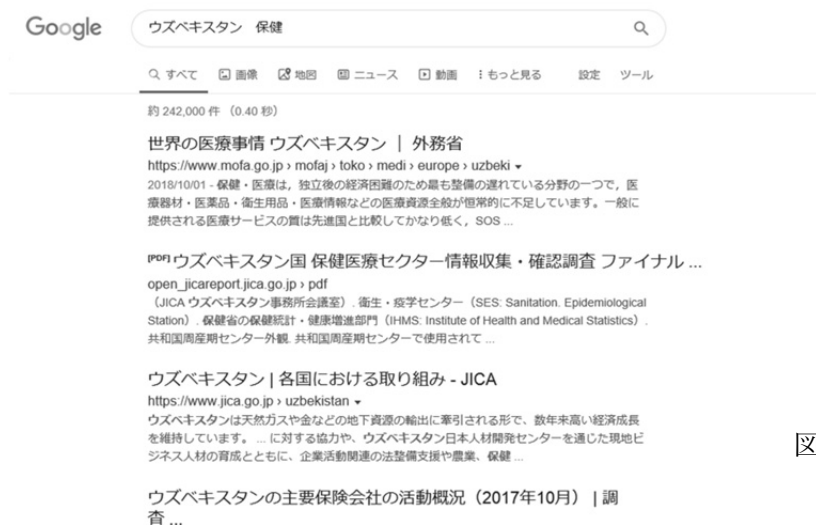 Google
ウズベキスタン　保健
すべて 画像 地図 ニュース 動画 もっと見る 設定 ツール
約 242,000 件 （0.40 秒）
世界の医療事情 ウズベキスタン ｜ 外務省
https://www.mofa.go.jp › mofaj › toko › medi › europe › uzbeki
2018/10/01 - 保健・医療は，独立後の経済困難のため最も整備の遅れている分野の一つで，医
療器材・医薬品・衛生用品・医療情報などの医療資源全般が恒常的に不足しています。一般に
提供される医療サービスの質は先進国と比較してかなり低く，SOS ...
[PDF] ウズベキスタン国 保健医療セクター情報収集・確認調査 ファイナル ...
open_jicareport.jica.go.jp › pdf
（JICA ウズベキスタン事務所会議室）. 衛生・疫学センター（SES: Sanitation. Epidemiological
Station）. 保健省の保健統計・健康増進部門（IHMS: Institute of Health and Medical Statistics）.
共和国周産期センター外観. 共和国周産期センターで使用されて ...
ウズベキスタン | 各国における取り組み - JICA
https://www.jica.go.jp › uzbekistan
ウズベキスタンは天然ガスや金などの地下資源の輸出に牽引される形で、数年来高い経済成長
を維持しています。 ... に対する協力や、ウズベキスタン日本人材開発センターを通じた現地ビ
ジネス人材の育成とともに、企業活動関連の法整備支援や農業、保健 ...
図
ウズベキスタンの主要保険会社の活動概況（2017年10月） | 調
査 ...